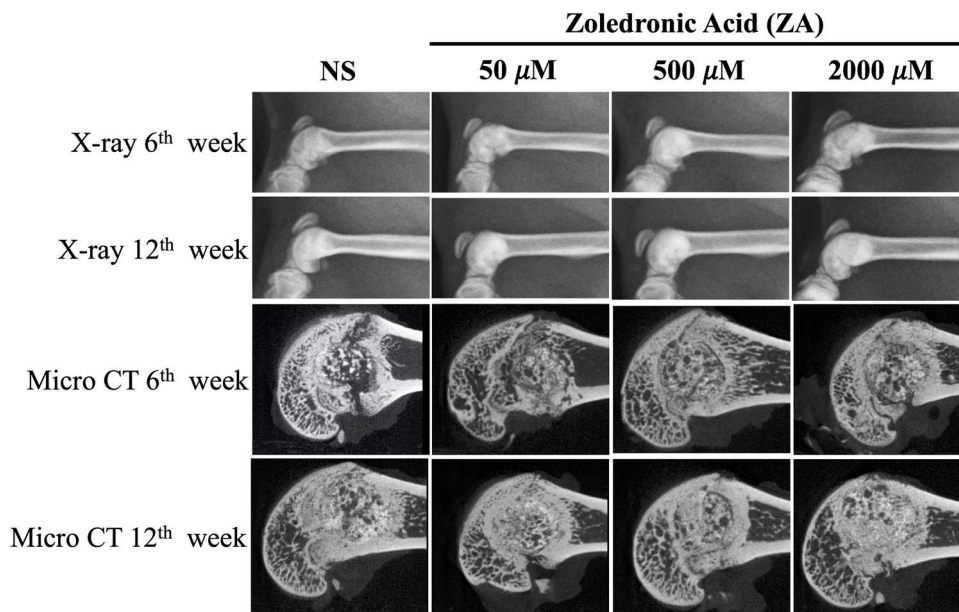 Zoledronic Acid (ZA)
NS 50 μM 500 μM 2000 μM
X-ray 6th week
X-ray 12th week
Micro CT 6th week
Micro CT 12th week